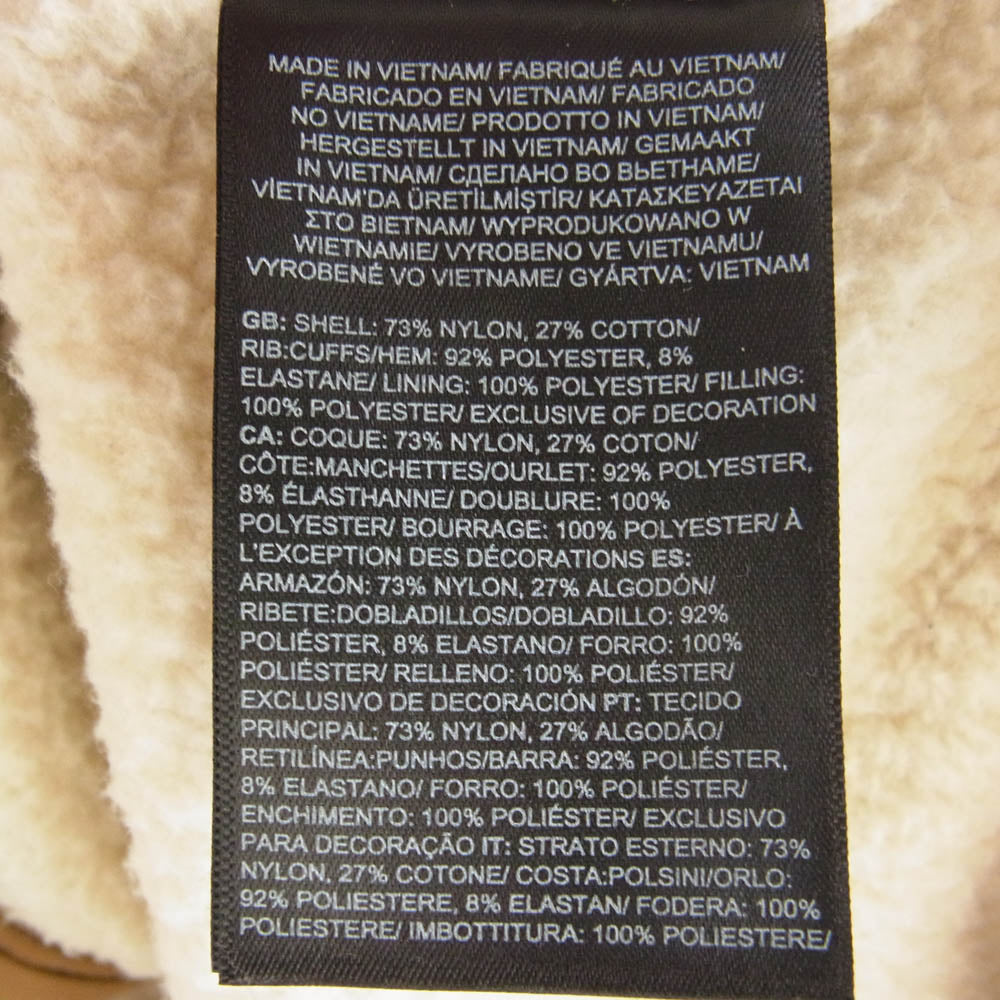 MADE IN VIETNAM/ FABRIQUÉ AU VIETNAM/
FABRICADO EN VIETNAM/ FABRICADO
NO VIETNAME/ PRODOTTO IN VIETNAM/
HERGESTELLT IN VIETNAM/ GEMAAKT
IN VIETNAM/ СДЕЛАНО ВО ВЬЕТНАМЕ/
VİETNAM'DA ÜRETİLMİŞTİR/ ΚΑΤΑΣΚΕΥΑΖΕΤΑΙ
ΣΤΟ ΒΙΕΤΝΑΜ/ WYPRODUKOWANO W
WIETNAMIE/ VYROBENO VE VIETNAMU/
VYROBENÉ VO VIETNAME/ GYÁRTVA: VIETNAM
GB: SHELL: 73% NYLON, 27% COTTON/
RIB:CUFFS/HEM: 92% POLYESTER, 8%
ELASTANE/ LINING: 100% POLYESTER/ FILLING:
100% POLYESTER/ EXCLUSIVE OF DECORATION
CA: COQUE: 73% NYLON, 27% COTON/
CÔTE:MANCHETTES/OURLET: 92% POLYESTER,
8% ÉLASTHANNE/ DOUBLURE: 100%
POLYESTER/ BOURRAGE: 100% POLYESTER/ À
L'EXCEPTION DES DÉCORATIONS ES:
ARMAZÓN: 73% NYLON, 27% ALGODÓN/
RIBETE:DOBLADILLOS/DOBLADILLO: 92%
POLIÉSTER, 8% ELASTANO/ FORRO: 100%
POLIÉSTER/ RELLENO: 100% POLIÉSTER/
EXCLUSIVO DE DECORACIÓN PT: TECIDO
PRINCIPAL: 73% NYLON, 27% ALGODÃO/
RETILÍNEA:PUNHOS/BARRA: 92% POLIÉSTER,
8% ELASTANO/ FORRO: 100% POLIÉSTER/
ENCHIMENTO: 100% POLIÉSTER/ EXCLUSIVO
PARA DECORAÇÃO IT: STRATO ESTERNO: 73%
NYLON, 27% COTONE/ COSTA:POLSINI/ORLO:
92% POLIESTERE, 8% ELASTAN/ FODERA: 100%
POLIESTERE/ IMBOTTITURA: 100% POLIESTERE/